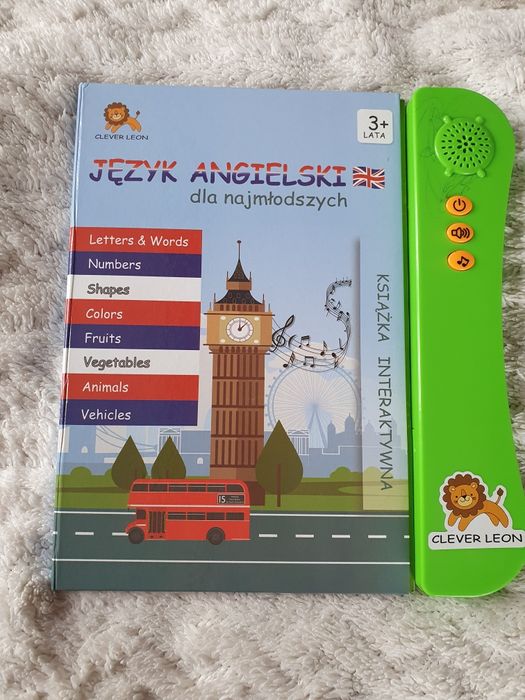 CLEVER LEON
3+
LATA
JĘZYK ANGIELSKI
dla najmłodszych
Letters & Words
Numbers
Shapes
Colors
Fruits
Vegetables
Animals
Vehicles
KSIĄŻKA INTERAKTYWNA
15
CLEVER LEON